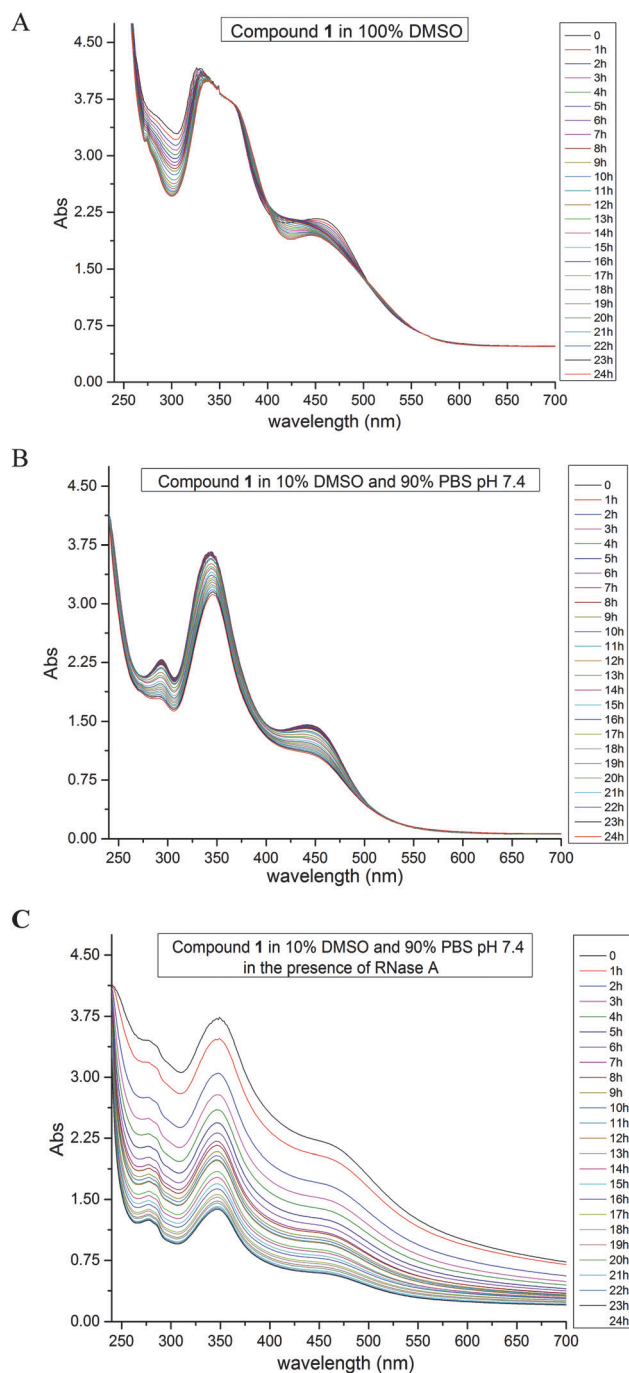 A
Compound 1 in 100% DMSO
4.50
3.75
3.00
2.25
1.50
0.75
0.00
Abs
250 300 350 400 450 500 550 600 650 700
wavelength (nm)
0
1h
2h
3h
4h
5h
6h
7h
8h
9h
10h
11h
12h
13h
14h
15h
16h
17h
18h
19h
20h
21h
22h
23h
24h
B
Compound 1 in 10% DMSO and 90% PBS pH 7.4
4.50
3.75
3.00
2.25
1.50
0.75
0.00
Abs
250 300 350 400 450 500 550 600 650 700
wavelength (nm)
0
1h
2h
3h
4h
5h
6h
7h
8h
9h
10h
11h
12h
13h
14h
15h
16h
17h
18h
19h
20h
21h
22h
23h
24h
C
Compound 1 in 10% DMSO and 90% PBS pH 7.4
in the presence of RNase A
4.50
3.75
3.00
2.25
1.50
0.75
0.00
Abs
250 300 350 400 450 500 550 600 650 700
wavelength (nm)
0
1h
2h
3h
4h
5h
6h
7h
8h
9h
10h
11h
12h
13h
14h
15h
16h
17h
18h
19h
20h
21h
22h
23h
24h